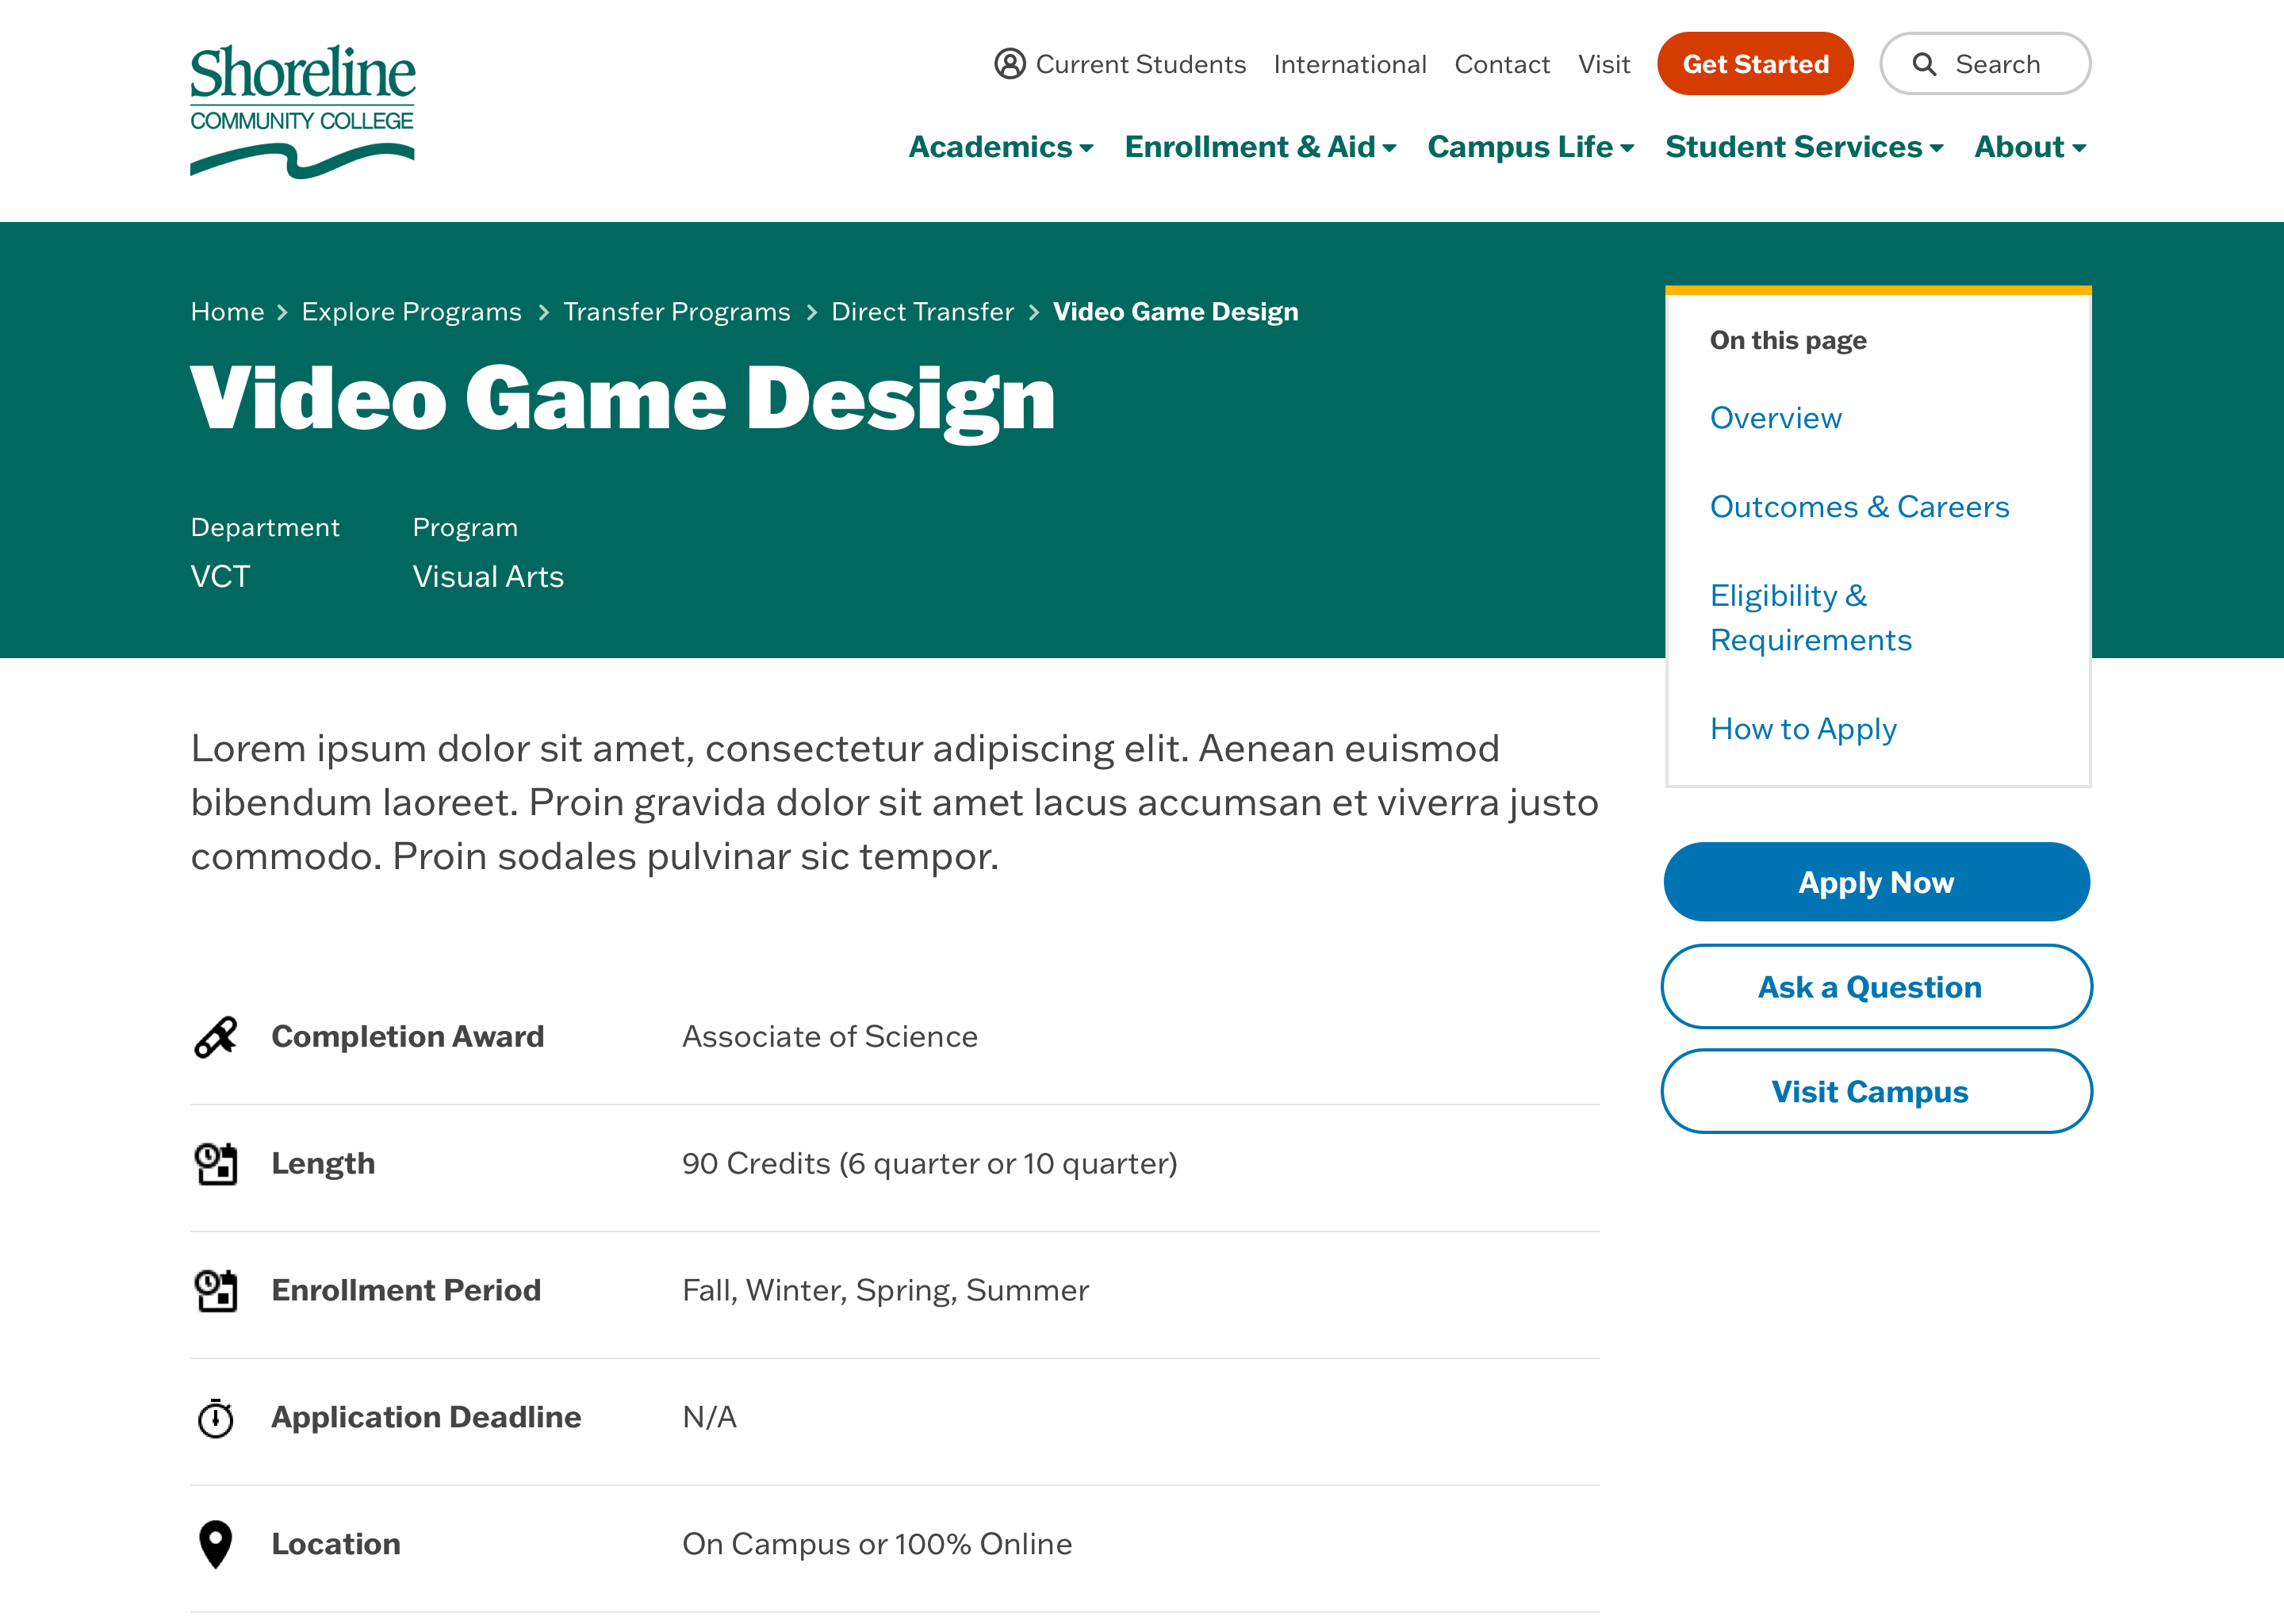 Shoreline
COMMUNITY COLLEGE
Current Students International Contact Visit Get Started Search
Academics Enrollment & Aid Campus Life Student Services About
Home Explore Programs Transfer Programs Direct Transfer Video Game Design
Video Game Design
Department Program
VCT Visual Arts
On this page
Overview
Outcomes & Careers
Eligibility &
Requirements
How to Apply
Lorem ipsum dolor sit amet, consectetur adipiscing elit. Aenean euismod
bibendum laoreet. Proin gravida dolor sit amet lacus accumsan et viverra justo
commodo. Proin sodales pulvinar sic tempor.
Apply Now
Ask a Question
Visit Campus
Completion Award Associate of Science
Length 90 Credits (6 quarter or 10 quarter)
Enrollment Period Fall, Winter, Spring, Summer
Application Deadline N/A
Location On Campus or 100% Online